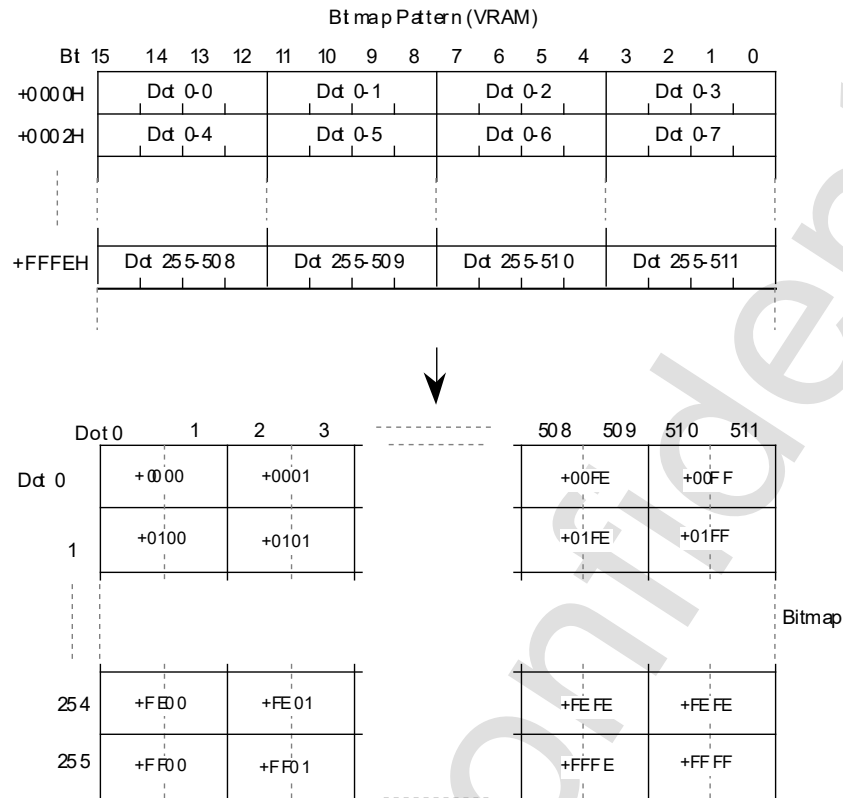 Bitmap Pattern (VRAM)
Bit 15 14 13 12 11 10 9 8 7 6 5 4 3 2 1 0
+0000H Dot 0-0 Dot 0-1 Dot 0-2 Dot 0-3
+0002H Dot 0-4 Dot 0-5 Dot 0-6 Dot 0-7
+FFFEH Dot 255-508 Dot 255-509 Dot 255-510 Dot 255-511
Dot 0 1 2 3 508 509 510 511
Dot 0 +0000 +0001 +00FE +00FF
1 +0100 +0101 +01FE +01FF
Bitmap
254 +FE00 +FE01 +FEFE +FEFE
255 +FF00 +FF01 +FFFE +FFFF